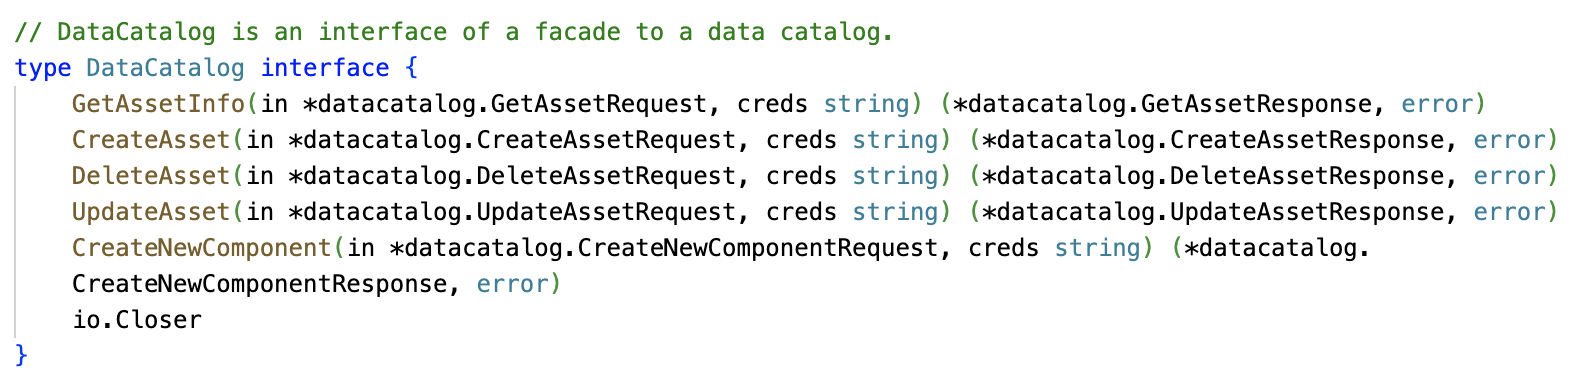 // DataCatalog is an interface of a facade to a data catalog.
type DataCatalog interface {
    GetAssetInfo(in *datacatalog.GetAssetRequest, creds string) (*datacatalog.GetAssetResponse, error)
    CreateAsset(in *datacatalog.CreateAssetRequest, creds string) (*datacatalog.CreateAssetResponse, error)
    DeleteAsset(in *datacatalog.DeleteAssetRequest, creds string) (*datacatalog.DeleteAssetResponse, error)
    UpdateAsset(in *datacatalog.UpdateAssetRequest, creds string) (*datacatalog.UpdateAssetResponse, error)
    CreateNewComponent(in *datacatalog.CreateNewComponentRequest, creds string) (*datacatalog.
    CreateNewComponentResponse, error)
    io.Closer
}